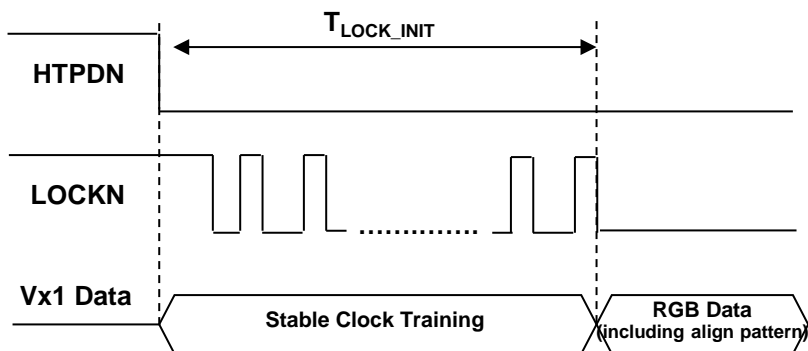 T_LOCK_INIT
HTPDN
LOCKN
Vx1 Data
Stable Clock Training
RGB Data
(including align pattern)